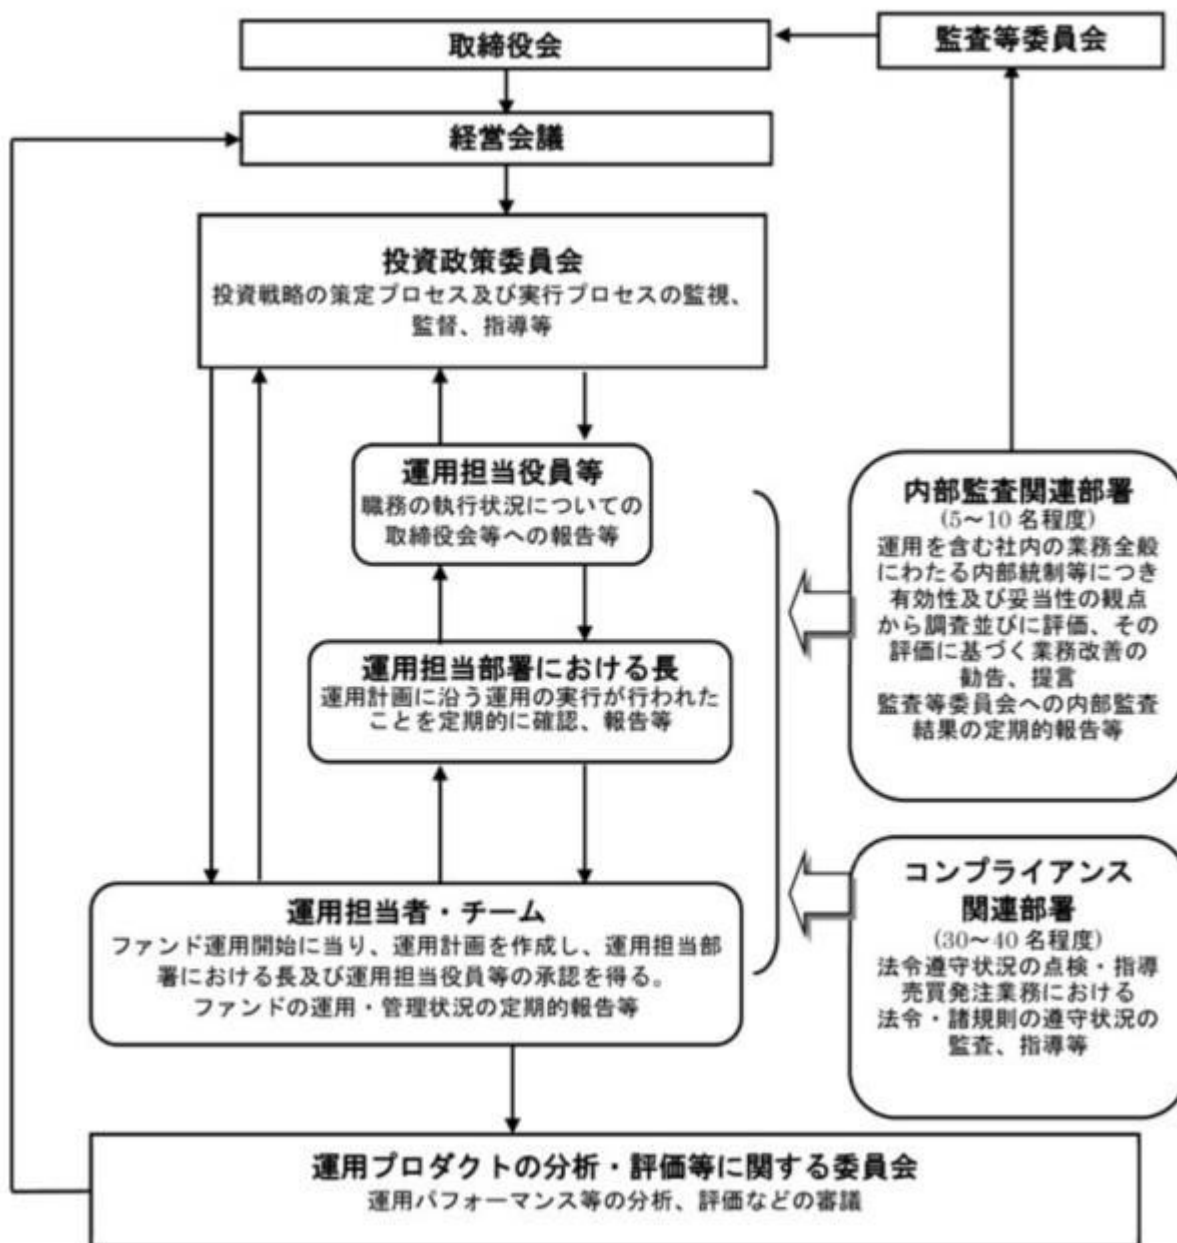 取締役会
監査等委員会
経営会議
投資政策委員会
投資戦略の策定プロセス及び実行プロセスの監視、
監督、指導等
運用担当役員等
職務の執行状況についての
取締役会等への報告等
運用担当部署における長
運用計画に沿う運用の実行が行われた
ことを定期的に確認、報告等
運用担当者・チーム
ファンド運用開始に当り、運用計画を作成し、運用担当部
署における長及び運用担当役員等の承認を得る。
ファンドの運用・管理状況の定期的報告等
内部監査関連部署
(5～10 名程度)
運用を含む社内の業務全般
にわたる内部統制等につき
有効性及び妥当性の観点
から調査並びに評価、その
評価に基づく業務改善の
勧告、提言
監査等委員会への内部監査
結果の定期的報告等
コンプライアンス
関連部署
(30～40 名程度)
法令遵守状況の点検・指導
売買発注業務における
法令・諸規則の遵守状況の
監査、指導等
運用プロダクトの分析・評価等に関する委員会
運用パフォーマンス等の分析、評価などの審議